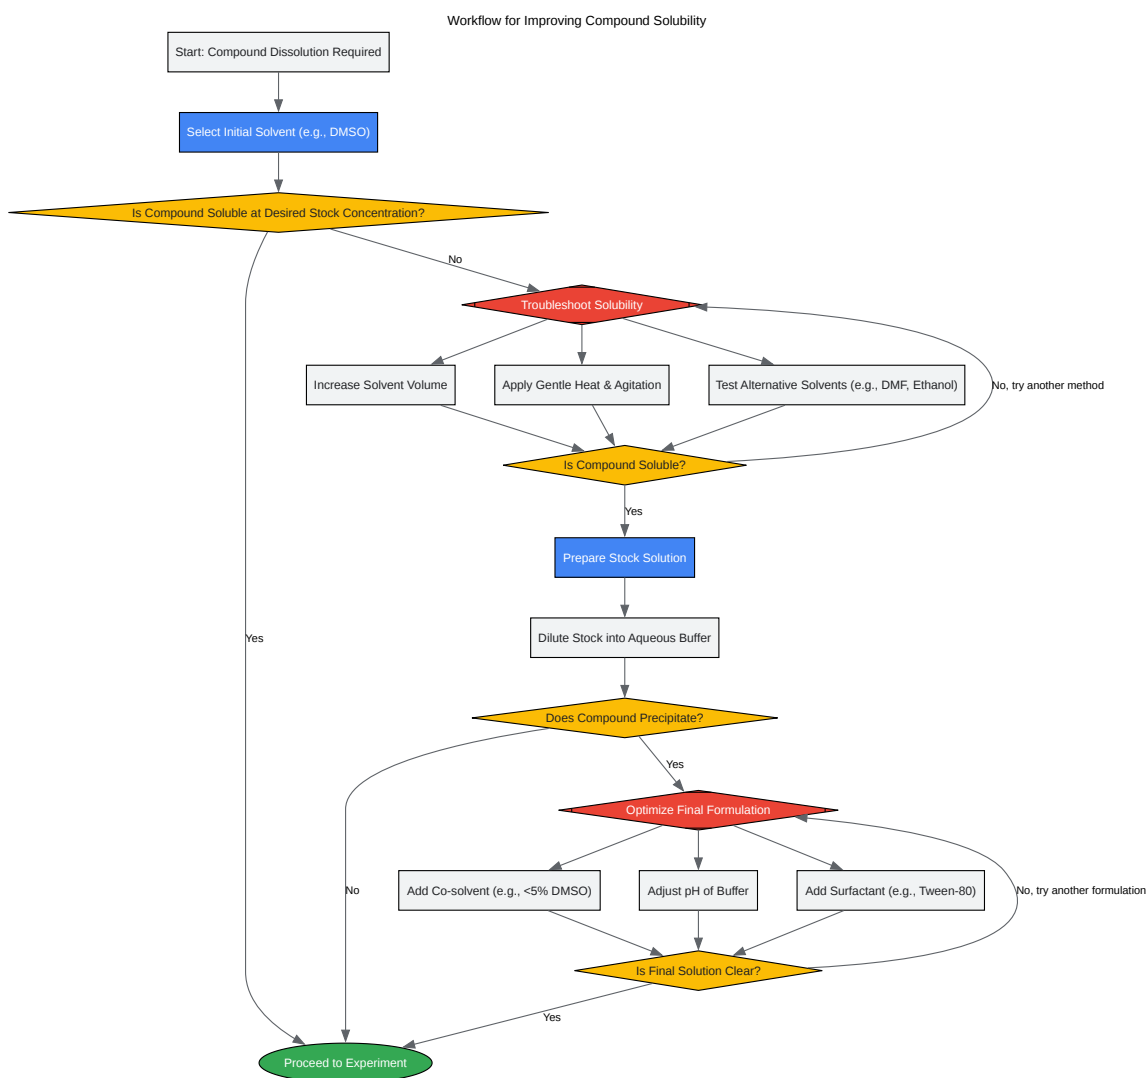 Workflow for Improving Compound Solubility
Start: Compound Dissolution Required
Select Initial Solvent (e.g., DMSO)
Is Compound Soluble at Desired Stock Concentration?
No
Troubleshoot Solubility
Increase Solvent Volume
Apply Gentle Heat & Agitation
Test Alternative Solvents (e.g., DMF, Ethanol)
No, try another method
Is Compound Soluble?
Yes
Prepare Stock Solution
Dilute Stock into Aqueous Buffer
Yes
Does Compound Precipitate?
Yes
Optimize Final Formulation
No
Add Co-solvent (e.g., <5% DMSO)
Adjust pH of Buffer
Add Surfactant (e.g., Tween-80)
No, try another formulation
Is Final Solution Clear?
Yes
Proceed to Experiment